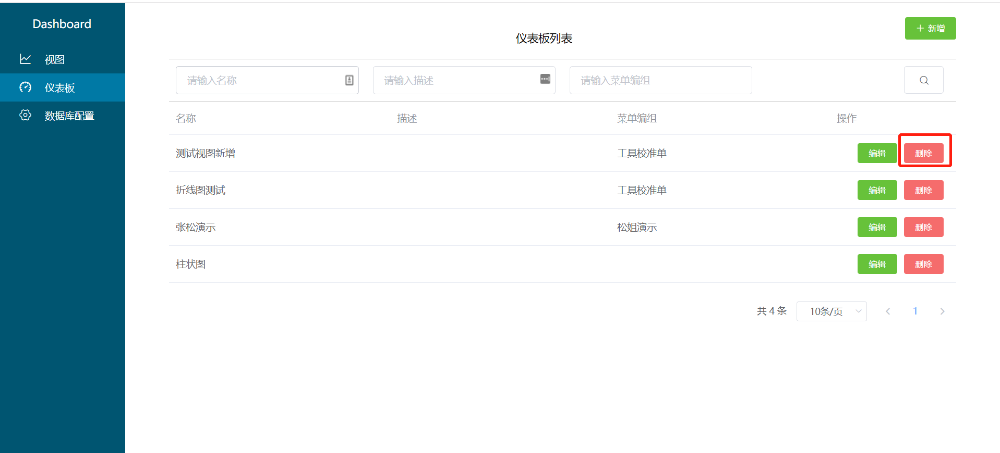 Dashboard
视图
仪表板
数据库配置
仪表板列表
新增
请输入名称 请输入描述 请输入菜单编组
名称 描述 菜单编组 操作
测试视图新增 工具校准单 编辑 删除
折线图测试 工具校准单 编辑 删除
张松演示 松姐演示 编辑 删除
柱状图 编辑 删除
共 4 条 10条/页 1